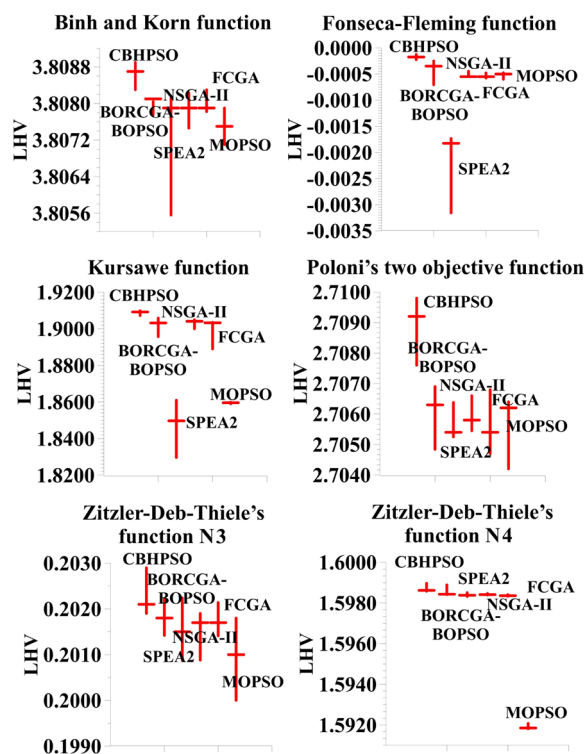 Binh and Korn function
3.8088
3.8080
3.8072
3.8064
3.8056
LHV
CBHPSO
BORCGA-
BOPSO
NSGA-II
SPEA2
FCGA
MOPSO
Fonseca-Fleming function
0.0000
-0.0005
-0.0010
-0.0015
-0.0020
-0.0025
-0.0030
-0.0035
LHV
CBHPSO
NSGA-II
MOPSO
BORCGA-
BOPSO
FCGA
SPEA2
Kursawe function
1.9200
1.9000
1.8800
1.8600
1.8400
1.8200
LHV
CBHPSO
NSGA-II
FCGA
BORCGA-
BOPSO
MOPSO
SPEA2
Poloni's two objective function
2.7100
2.7090
2.7080
2.7070
2.7060
2.7050
2.7040
LHV
CBHPSO
BORCGA-
BOPSO
NSGA-II
FCGA
MOPSO
SPEA2
Zitzler-Deb-Thiele's
function N3
0.2030
0.2020
0.2010
0.2000
0.1990
LHV
CBHPSO
BORCGA-
BOPSO
FCGA
NSGA-II
SPEA2
MOPSO
Zitzler-Deb-Thiele's
function N4
1.6000
1.5980
1.5960
1.5940
1.5920
LHV
CBHPSO
SPEA2
FCGA
NSGA-II
BORCGA-
BOPSO
MOPSO